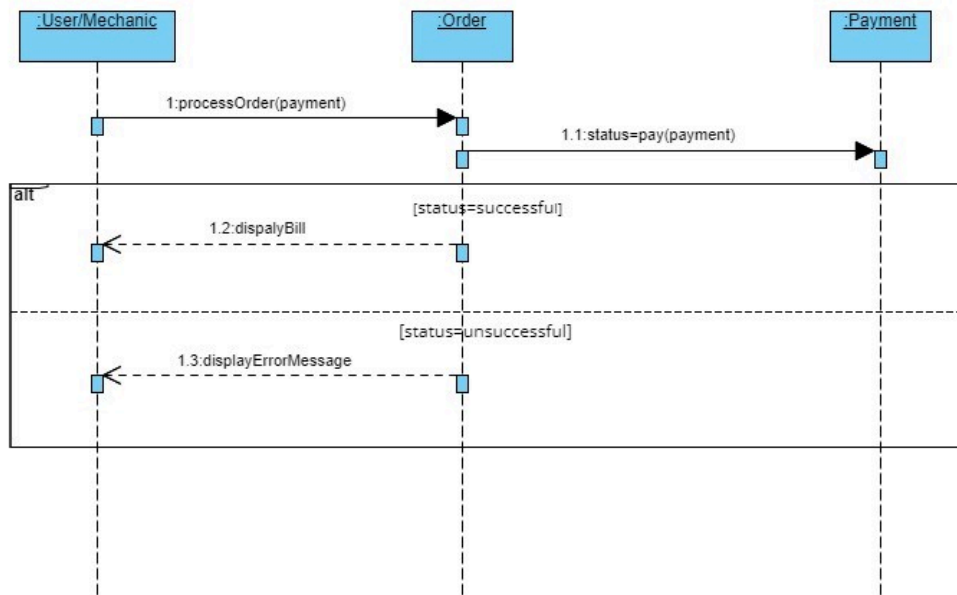 :User/Mechanic
:Order
:Payment
1:processOrder(payment)
1.1:status=pay(payment)
alt
[status=successful]
1.2:dispalyBill
[status=unsuccessful]
1.3:displayErrorMessage